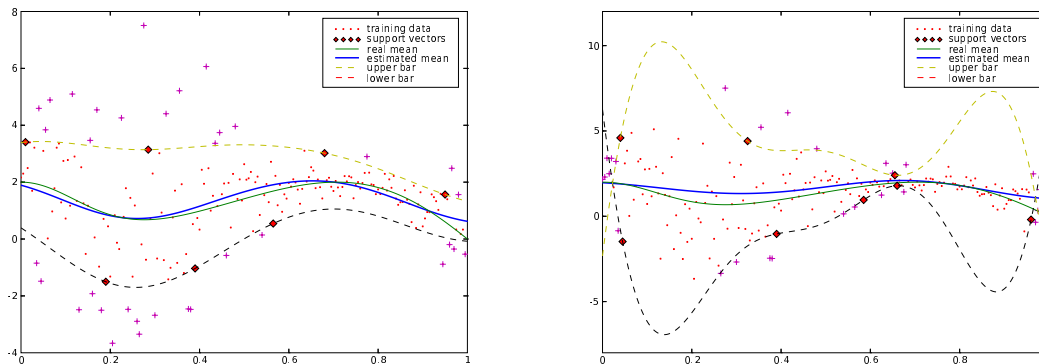 8
6
4
2
0
-2
-4
0
0.2
0.4
0.6
0.8
1
training data
support vectors
real mean
estimated mean
upper bar
lower bar
10
5
0
-5
0
0.2
0.4
0.6
0.8
training data
support vectors
real mean
estimated mean
upper bar
lower bar